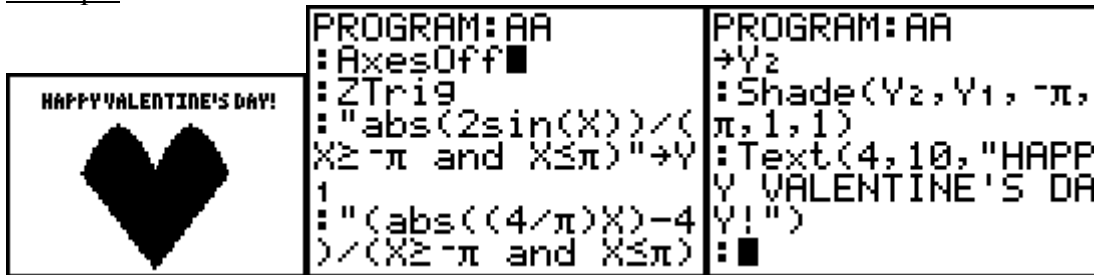 HAPPY VALENTINE'S DAY!
PROGRAM:AA
:AxesOff
:ZTrig
:"abs(2sin(X))/(
X≥⁻π and X≤π)"→Y
1
:"(abs((4/π)X)-4
)/(X≥⁻π and X≤π)
PROGRAM:AA
→Y₂
:Shade(Y₂,Y₁,⁻π,
π,1,1)
:Text(4,10,"HAPP
Y VALENTINE'S DA
Y!")
: